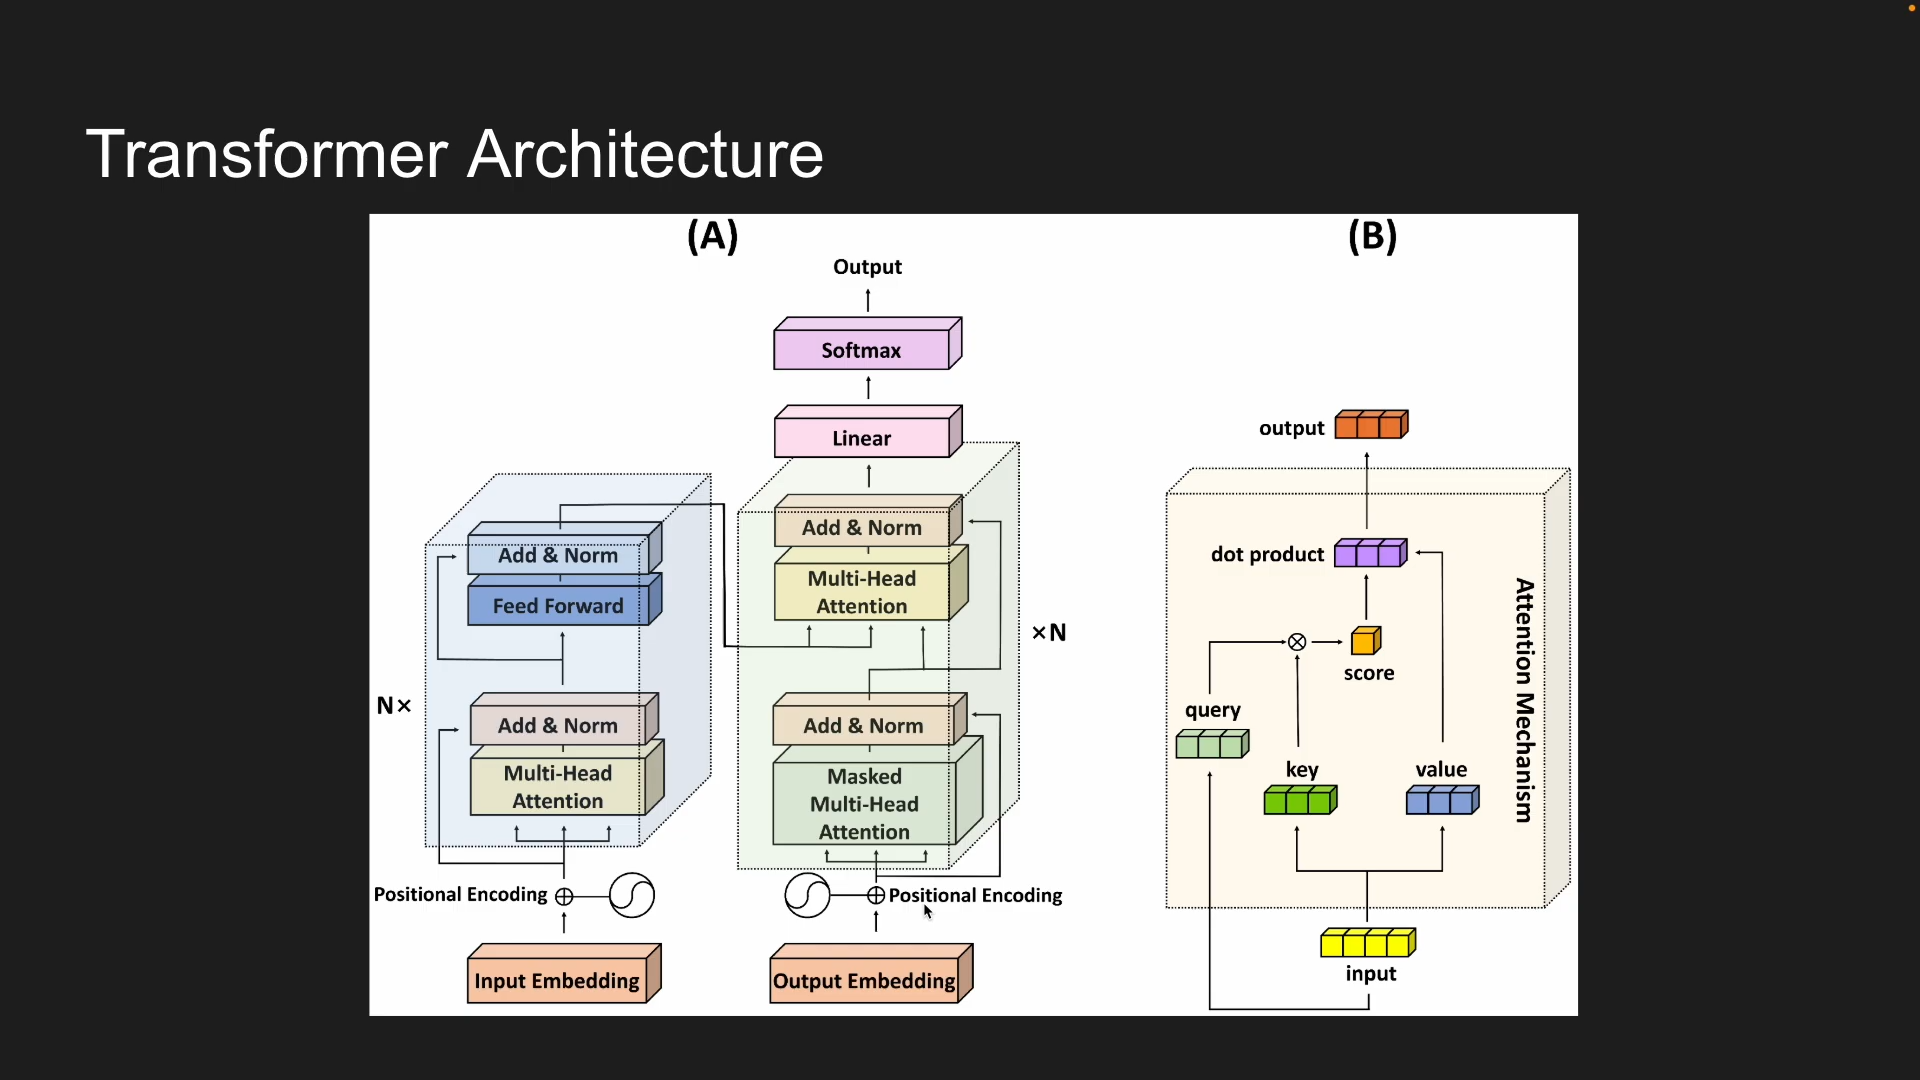 Transformer Architecture
(A)
Output
Softmax
Linear
Add & Norm
Multi-Head
Attention
×N
Add & Norm
Masked
Multi-Head
Attention
Positional Encoding
Output Embedding
Add & Norm
Feed Forward
N×
Add & Norm
Multi-Head
Attention
Positional Encoding
Input Embedding
(B)
output
dot product
score
query
key
value
Attention Mechanism
input